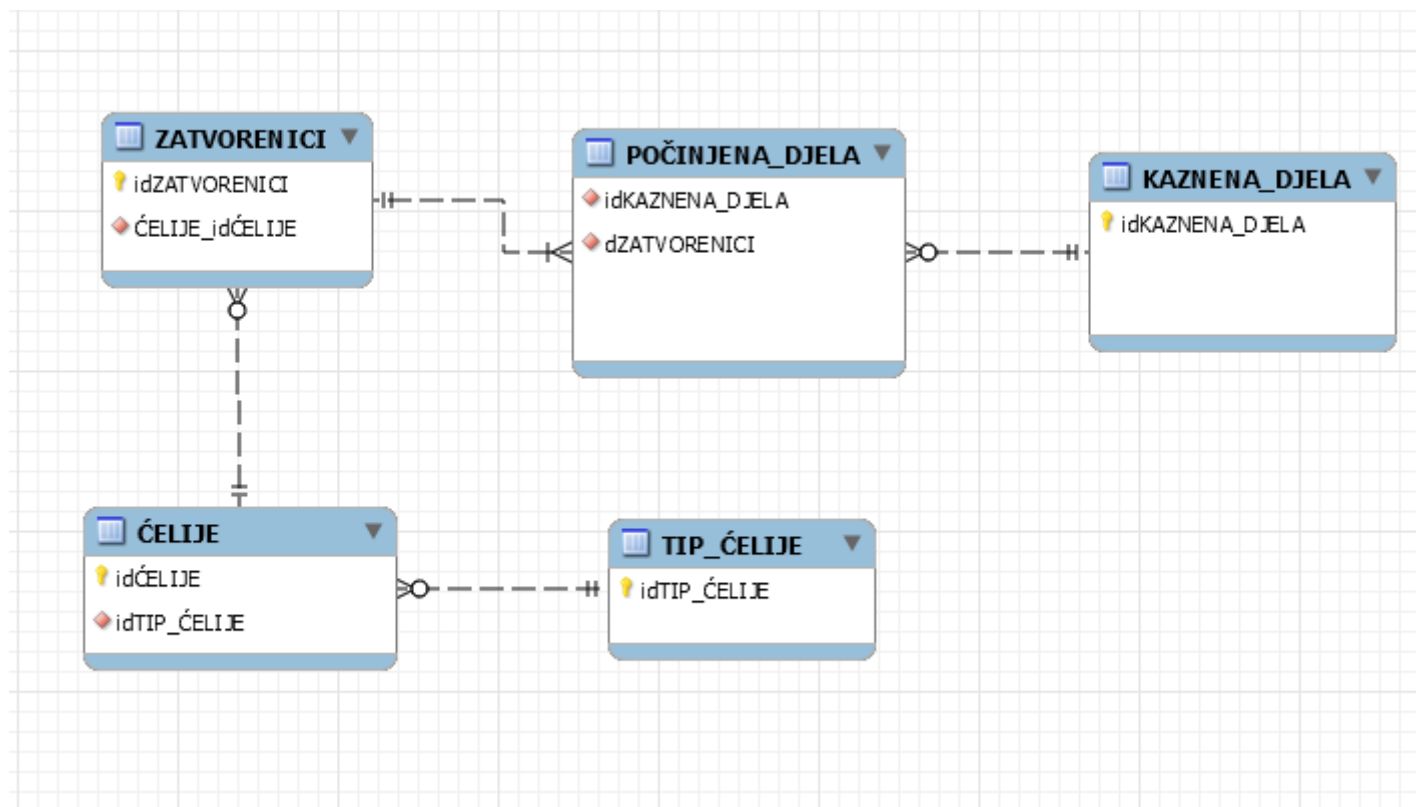 ZATVORENICI
idZATVORENICI
ĆELIJE_idĆELIJE
POČINJENA_DJELA
idKAZNENA_DJELA
dZATVORENICI
KAZNENA_DJELA
idKAZNENA_DJELA
ĆELIJE
idĆELIJE
idTIP_ĆELIJE
TIP_ĆELIJE
idTIP_ĆELIJE